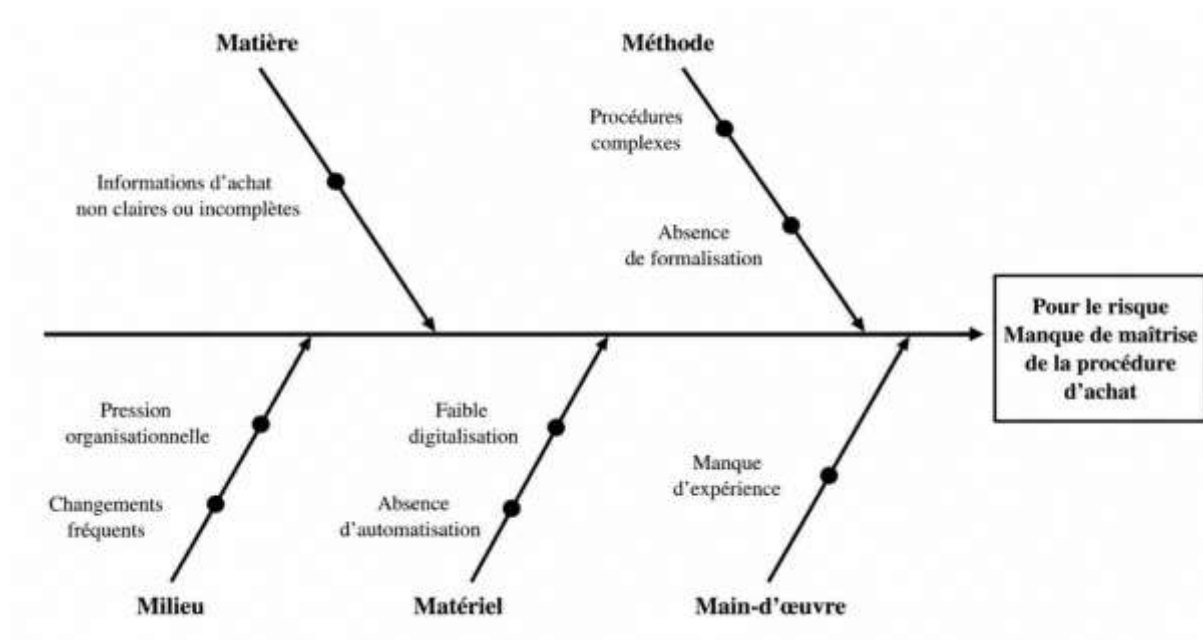 Matière
Méthode
Procédures
complexes
Informations d'achat
non claires ou incomplètes
Absence
de formalisation
Pour le risque
Manque de maîtrise
de la procédure
d'achat
Pression
organisationnelle
Faible
digitalisation
Manque
d'expérience
Changements
fréquents
Absence
d'automatisation
Milieu
Matériel
Main-d'œuvre